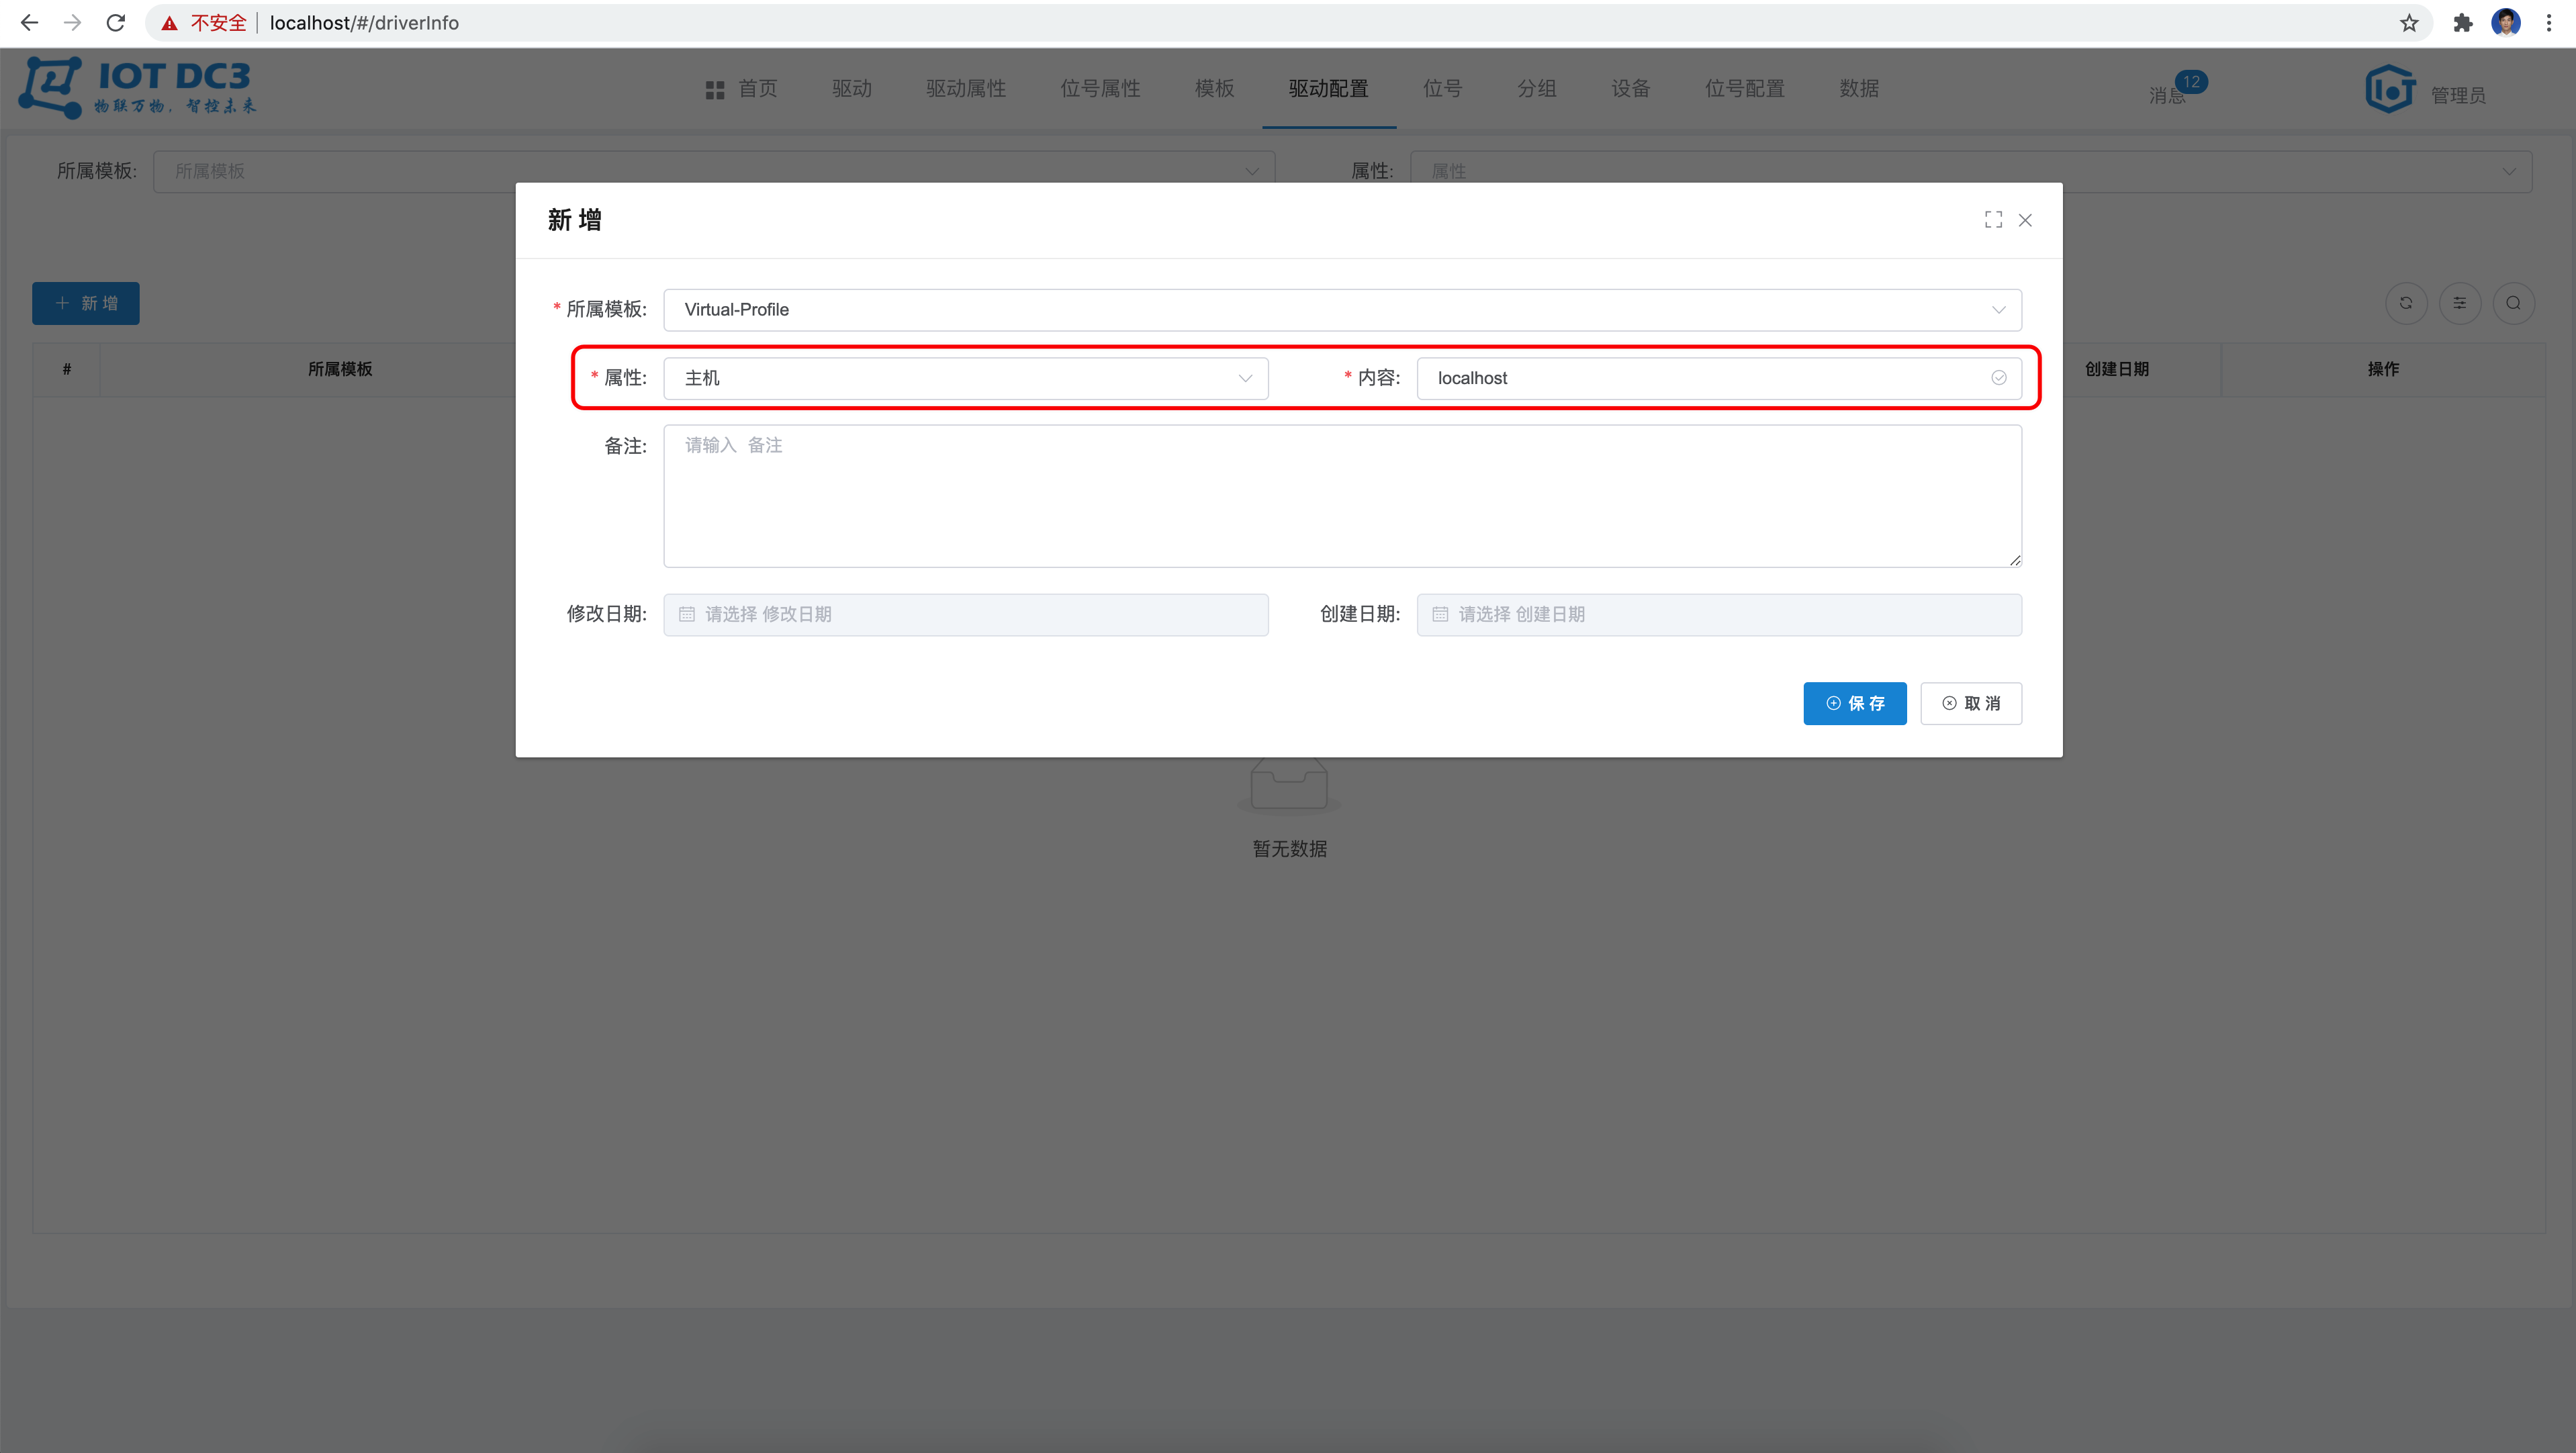 不安全 localhost/#/driverInfo
IOT DC3
物联万物，智控未来
首页 驱动 驱动属性 位号属性 模板 驱动配置 位号 分组 设备 位号配置 数据
消息 12
管理员
所属模板: 所属模板 属性: 属性
新 增
* 所属模板: Virtual-Profile
* 属性: 主机 * 内容: localhost
备注: 请输入 备注
修改日期: 请选择 修改日期 创建日期: 请选择 创建日期
保 存 取 消
新 增
# 所属模板 创建日期 操作
暂无数据